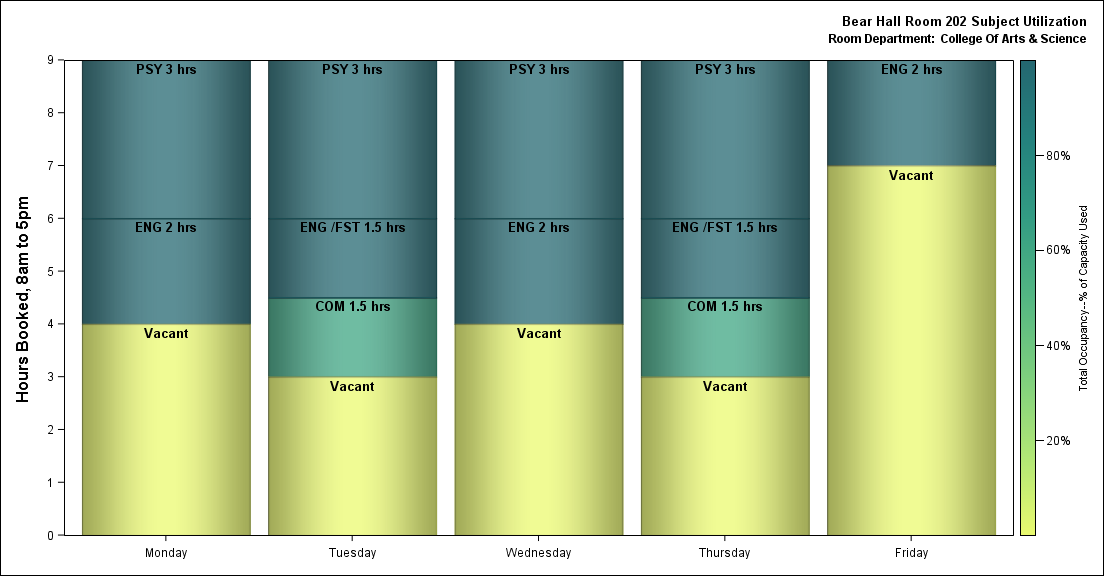 Bear Hall Room 202 Subject Utilization
Room Department:  College Of Arts & Science
Hours Booked, 8am to 5pm
9
8
7
6
5
4
3
2
1
0
PSY 3 hrs
ENG 2 hrs
Vacant
PSY 3 hrs
ENG /FST 1.5 hrs
COM 1.5 hrs
Vacant
PSY 3 hrs
ENG 2 hrs
Vacant
PSY 3 hrs
ENG /FST 1.5 hrs
COM 1.5 hrs
Vacant
ENG 2 hrs
Vacant
Monday
Tuesday
Wednesday
Thursday
Friday
80%
60%
40%
20%
Total Occupancy--% of Capacity Used